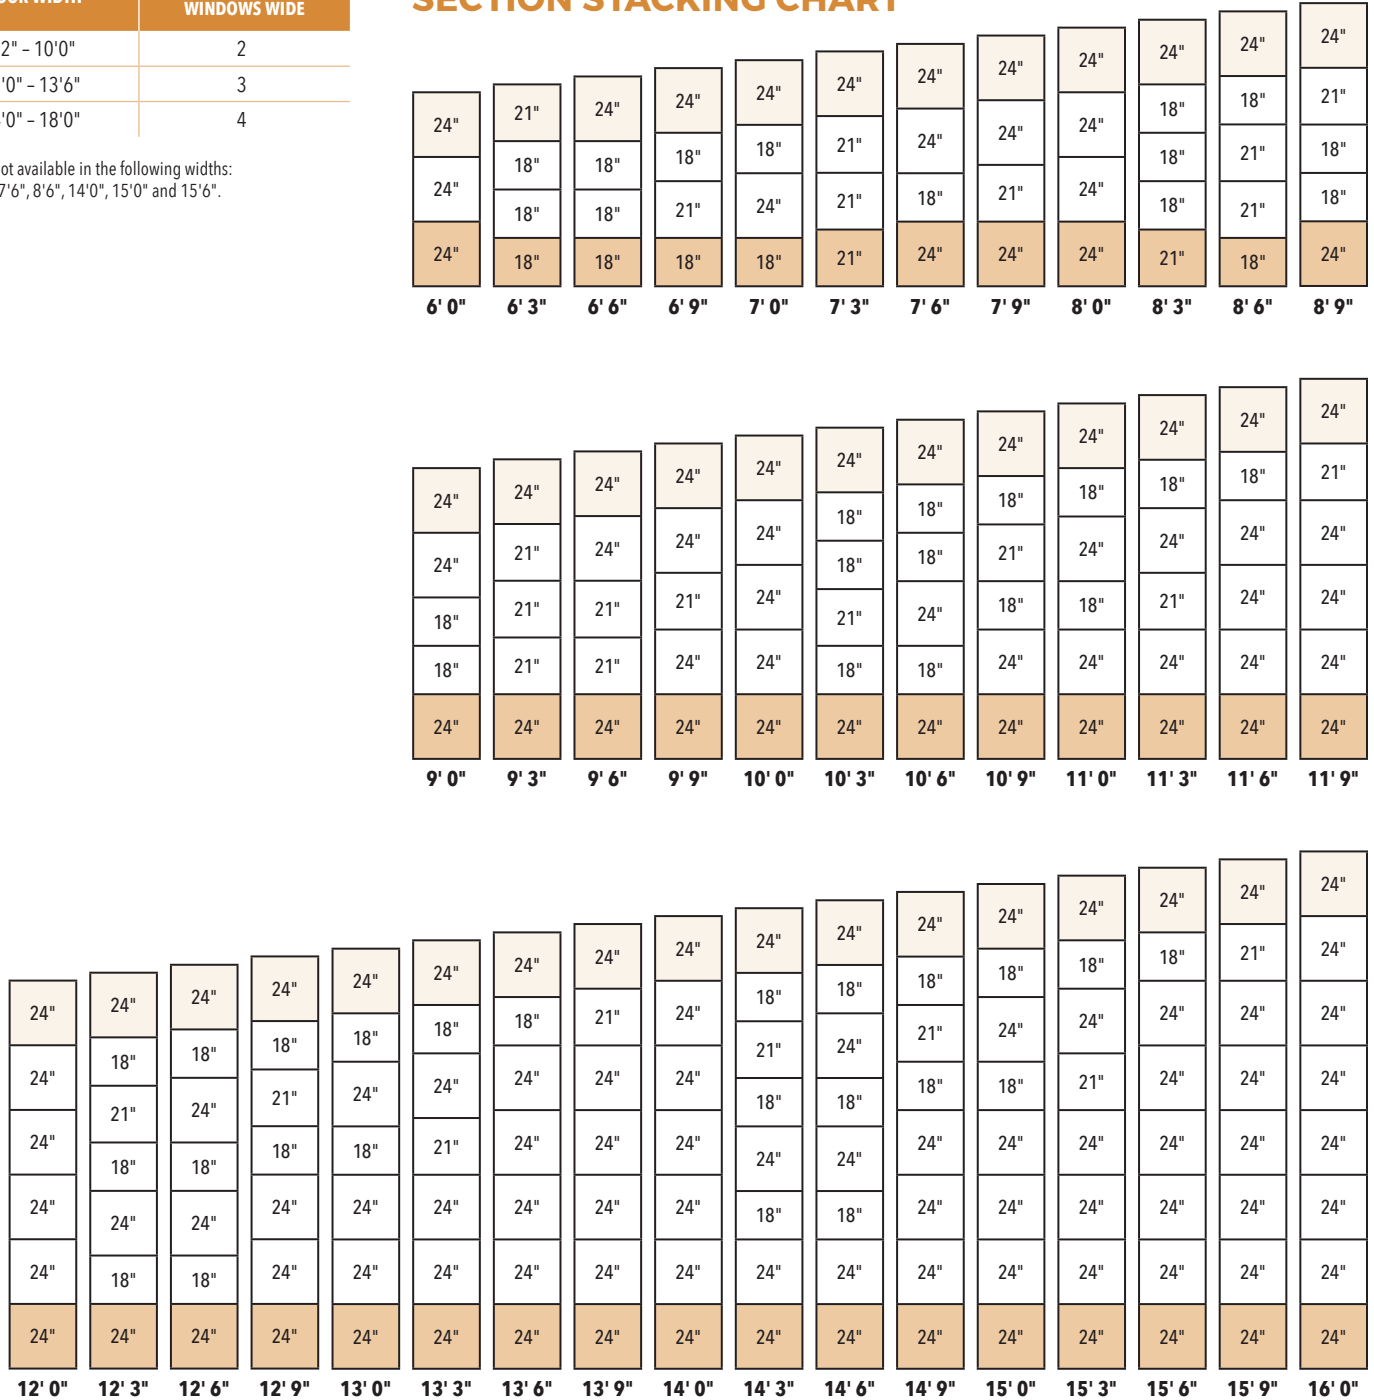 WINDOWS WIDE
SECTION STACKING CHART
2" – 10'0" 2
'0" – 13'6" 3
'0" – 18'0" 4
ot available in the following widths:
7'6", 8'6", 14'0", 15'0" and 15'6".
24" 21" 24" 24" 24" 24" 24" 24" 24" 24" 24" 24"
24" 18" 18" 18" 18" 21" 24" 24" 24" 18" 18" 21"
18" 18" 21" 24" 21" 18" 21" 24" 18" 21" 18"
18" 21" 18"
24" 18" 18" 18" 18" 21" 24" 24" 24" 21" 18" 24"
6' 0" 6' 3" 6' 6" 6' 9" 7' 0" 7' 3" 7' 6" 7' 9" 8' 0" 8' 3" 8' 6" 8' 9"
24" 24" 24" 24" 24" 24" 24" 24" 24" 24" 24" 24"
24" 21" 24" 24" 24" 18" 18" 18" 18" 18" 18" 21"
18" 21" 21" 21" 24" 18" 18" 21" 24" 24" 24" 24"
18" 21" 21" 24" 24" 21" 24" 18" 18" 21" 24" 24"
18" 18" 24" 24" 24" 24" 24"
24" 24" 24" 24" 24" 24" 24" 24" 24" 24" 24" 24"
9' 0" 9' 3" 9' 6" 9' 9" 10' 0" 10' 3" 10' 6" 10' 9" 11' 0" 11' 3" 11' 6" 11' 9"
24" 24" 24" 24" 24" 24" 24" 24" 24" 24" 24" 24" 24" 24" 24" 24" 24"
24" 18" 18" 18" 18" 18" 18" 21" 24" 18" 18" 18" 18" 18" 18" 21" 24"
24" 21" 24" 21" 24" 24" 24" 24" 24" 21" 24" 21" 24" 24" 24" 24" 24"
24" 18" 18" 18" 18" 21" 24" 24" 24" 18" 18" 18" 18" 21" 24" 24" 24"
24" 24" 24" 24" 24" 24" 24" 24" 24" 24" 24" 24" 24" 24" 24" 24" 24"
18" 18" 24" 24" 24" 24" 24" 24" 18" 18" 24" 24" 24" 24" 24" 24"
24" 24" 24" 24" 24" 24" 24" 24"
24" 24" 24" 24" 24" 24" 24" 24" 24" 24" 24" 24" 24" 24" 24" 24" 24"
12' 0" 12' 3" 12' 6" 12' 9" 13' 0" 13' 3" 13' 6" 13' 9" 14' 0" 14' 3" 14' 6" 14' 9" 15' 0" 15' 3" 15' 6" 15' 9" 16' 0"